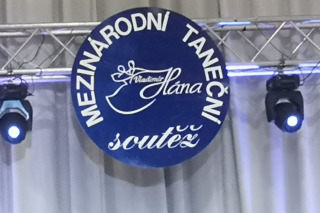 MEZINÁRODNÍ TANEČNÍ
Vladimír
Hána
soutěž